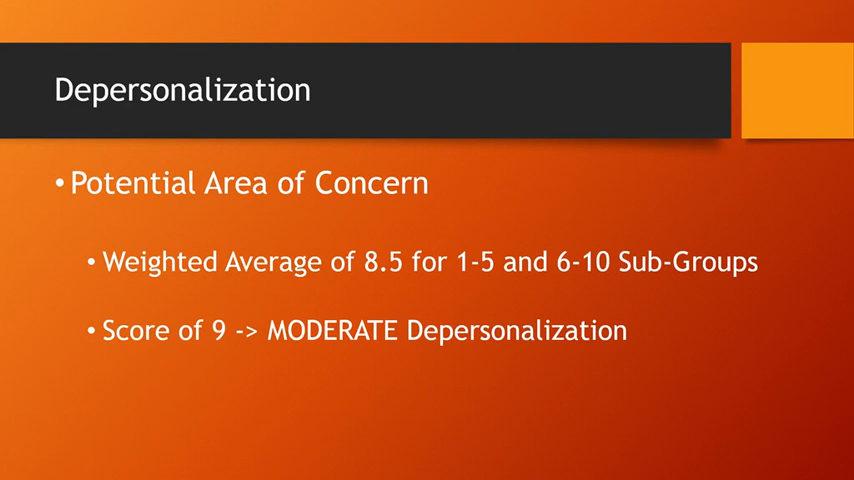 Depersonalization
• Potential Area of Concern
• Weighted Average of 8.5 for 1-5 and 6-10 Sub-Groups
• Score of 9 -> MODERATE Depersonalization